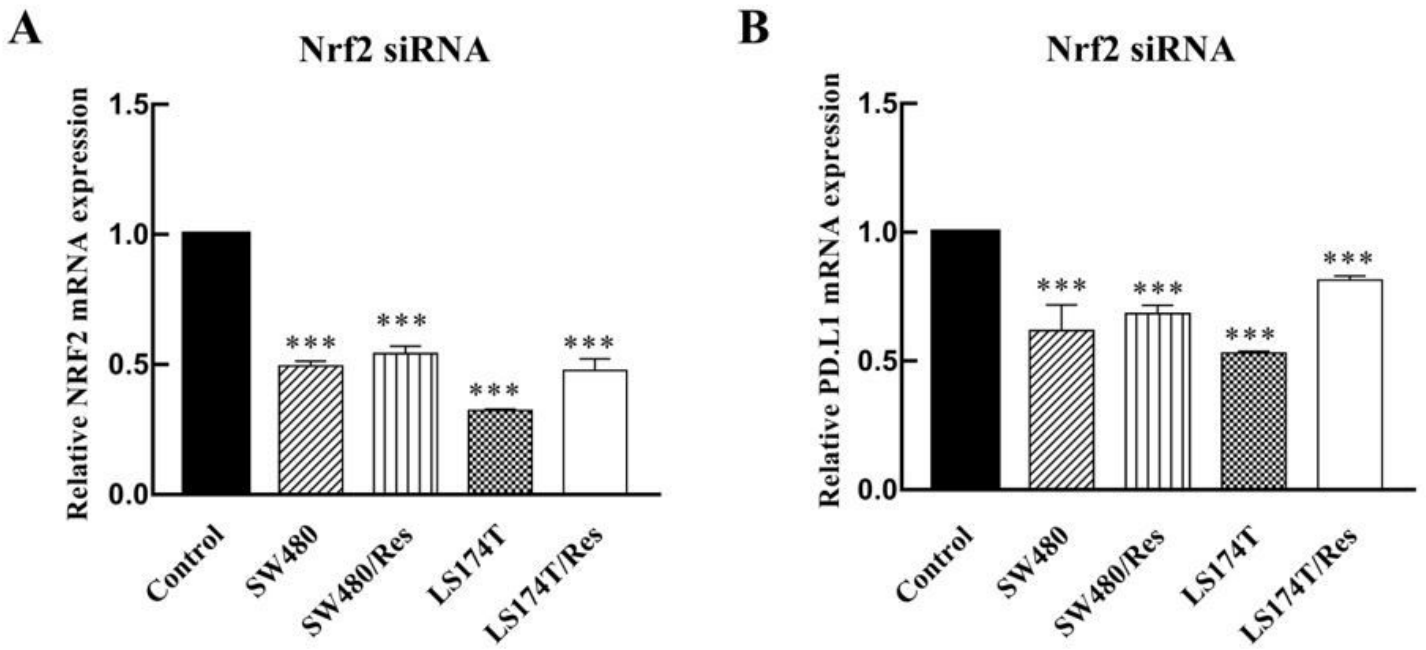 A
Nrf2 siRNA
Relative NRF2 mRNA expression
1.5
1.0
0.5
0.0
***
***
***
***
Control
SW480
SW480/Res
LS174T
LS174T/Res
B
Nrf2 siRNA
Relative PD.L1 mRNA expression
1.5
1.0
0.5
0.0
***
***
***
***
Control
SW480
SW480/Res
LS174T
LS174T/Res